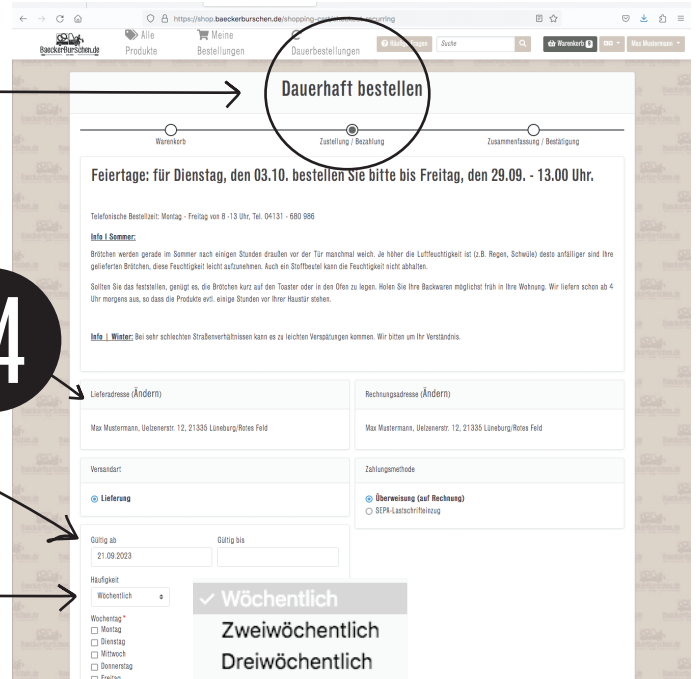 https://shop.baeckerburschen.de/shopping-cart/checkout-recurring
BaeckerBurschen.de
Alle Produkte
Meine Bestellungen
Dauerbestellungen
Häufige Fragen
Suche
Warenkorb 0
Max Mustermann
Dauerhaft bestellen
Warenkorb
Zustellung / Bezahlung
Zusammenfassung / Bestätigung
Feiertage: für Dienstag, den 03.10. bestellen Sie bitte bis Freitag, den 29.09. - 13.00 Uhr.
Telefonische Bestellzeit: Montag - Freitag von 8 -13 Uhr, Tel. 04131 - 680 986
Info I Sommer:
Brötchen werden gerade im Sommer nach einigen Stunden draußen vor der Tür manchmal weich. Je höher die Luftfeuchtigkeit ist (z.B. Regen, Schwüle) desto anfälliger sind Ihre
gelieferten Brötchen, diese Feuchtigkeit leicht aufzunehmen. Auch ein Stoffbeutel kann die Feuchtigkeit nicht abhalten.
Sollten Sie das feststellen, genügt es, die Brötchen kurz auf den Toaster oder in den Ofen zu legen. Holen Sie Ihre Backwaren möglichst früh in Ihre Wohnung. Wir liefern schon ab 4
Uhr morgens aus, so dass die Produkte evtl. einige Stunden vor Ihrer Haustür stehen.
Info | Winter: Bei sehr schlechten Straßenverhältnissen kann es zu leichten Verspätungen kommen. Wir bitten um Ihr Verständnis.
4
Lieferadresse (Ändern)
Rechnungsadresse (Ändern)
Max Mustermann, Uelzenerstr. 12, 21335 Lüneburg/Rotes Feld
Max Mustermann, Uelzenerstr. 12, 21335 Lüneburg/Rotes Feld
Versandart
Zahlungsmethode
Lieferung
Überweisung (auf Rechnung)
SEPA-Lastschrifteinzug
Gültig ab
Gültig bis
21.09.2023
Häufigkeit
Wöchentlich
Wöchentlich
Zweiwöchentlich
Dreiwöchentlich
Wochentag *
Montag
Dienstag
Mittwoch
Donnerstag
Freitag